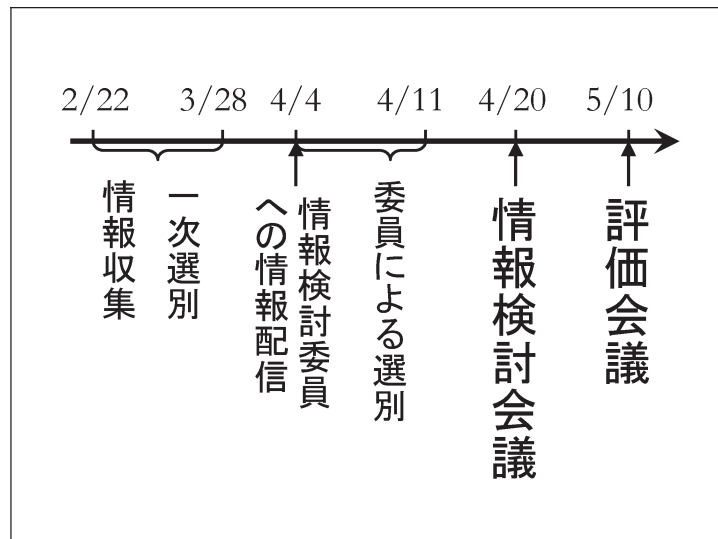 2/22
3/28
4/4
4/11
4/20
5/10
一次選別
情報収集
情報検討委員
への情報配信
委員による選別
情報検討会議
評価会議